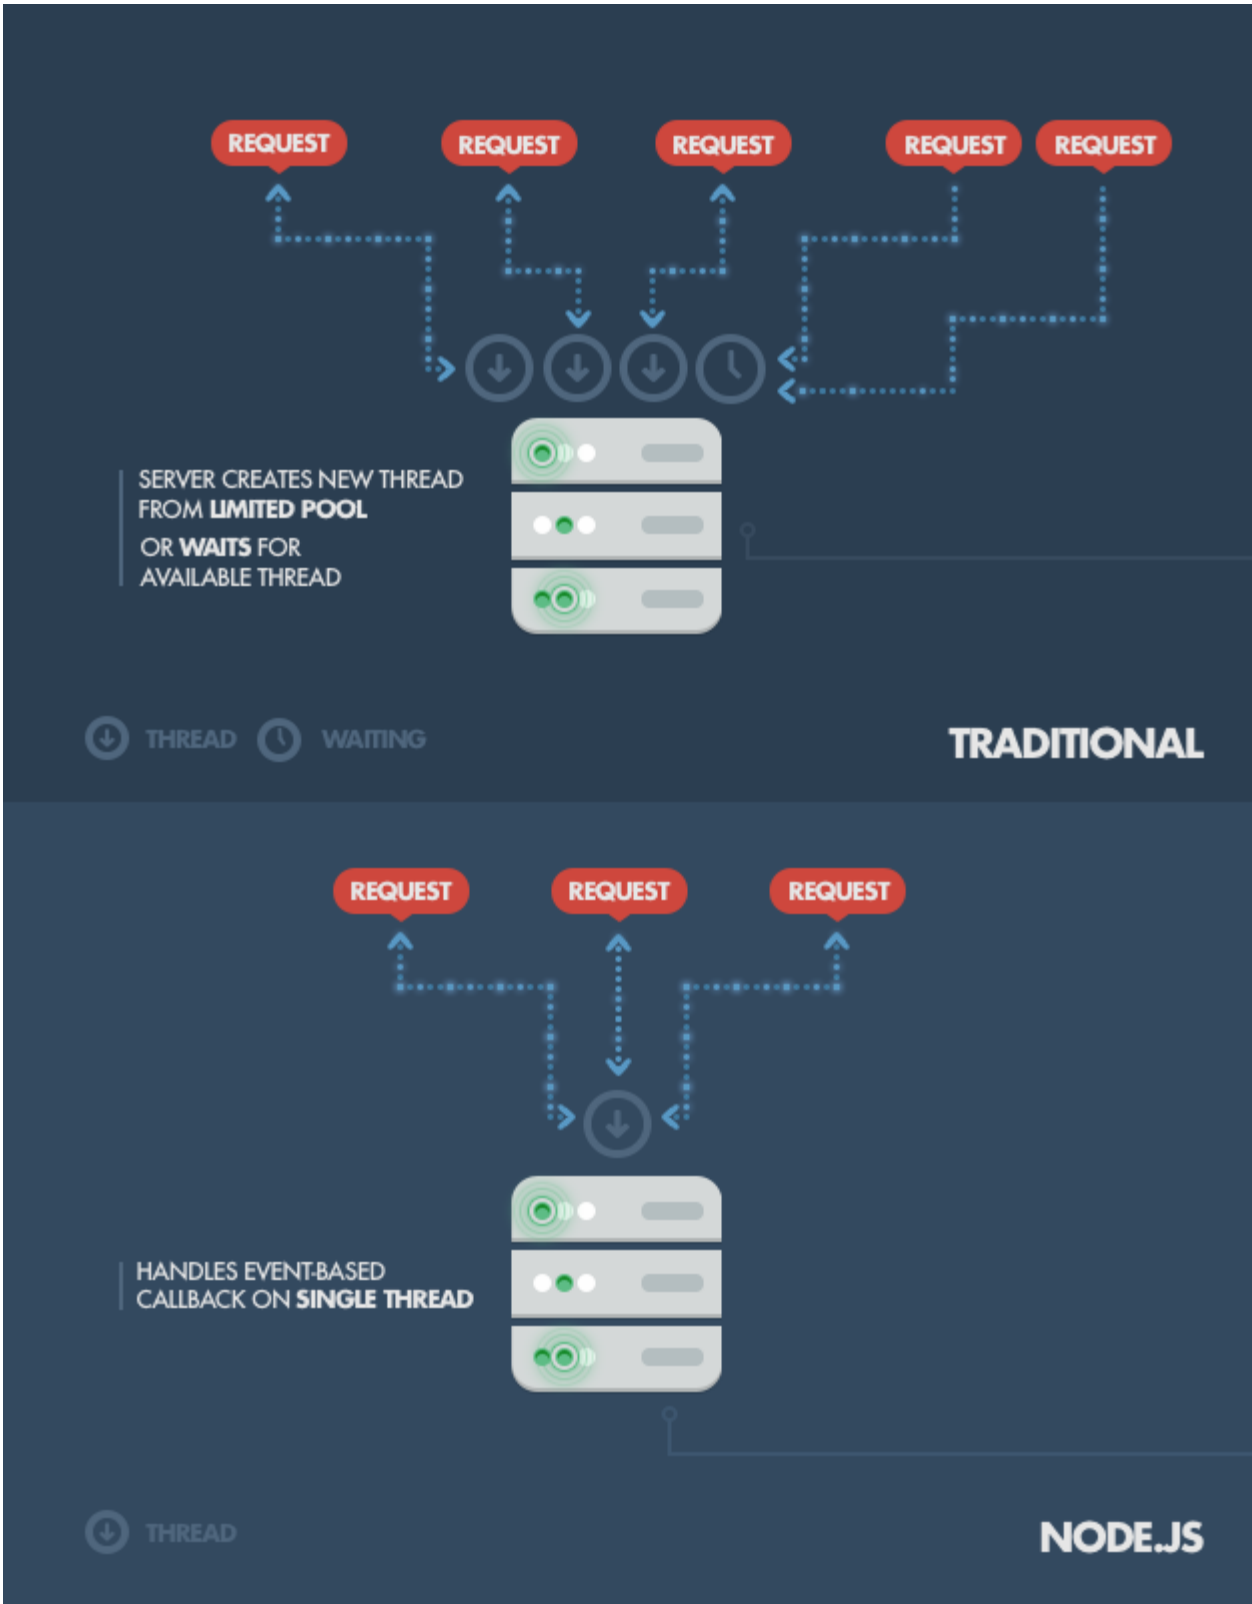 REQUEST
REQUEST
REQUEST
REQUEST
REQUEST
SERVER CREATES NEW THREAD
FROM LIMITED POOL
OR WAITS FOR
AVAILABLE THREAD
THREAD
WAITING
TRADITIONAL
REQUEST
REQUEST
REQUEST
HANDLES EVENT-BASED
CALLBACK ON SINGLE THREAD
THREAD
NODE.JS